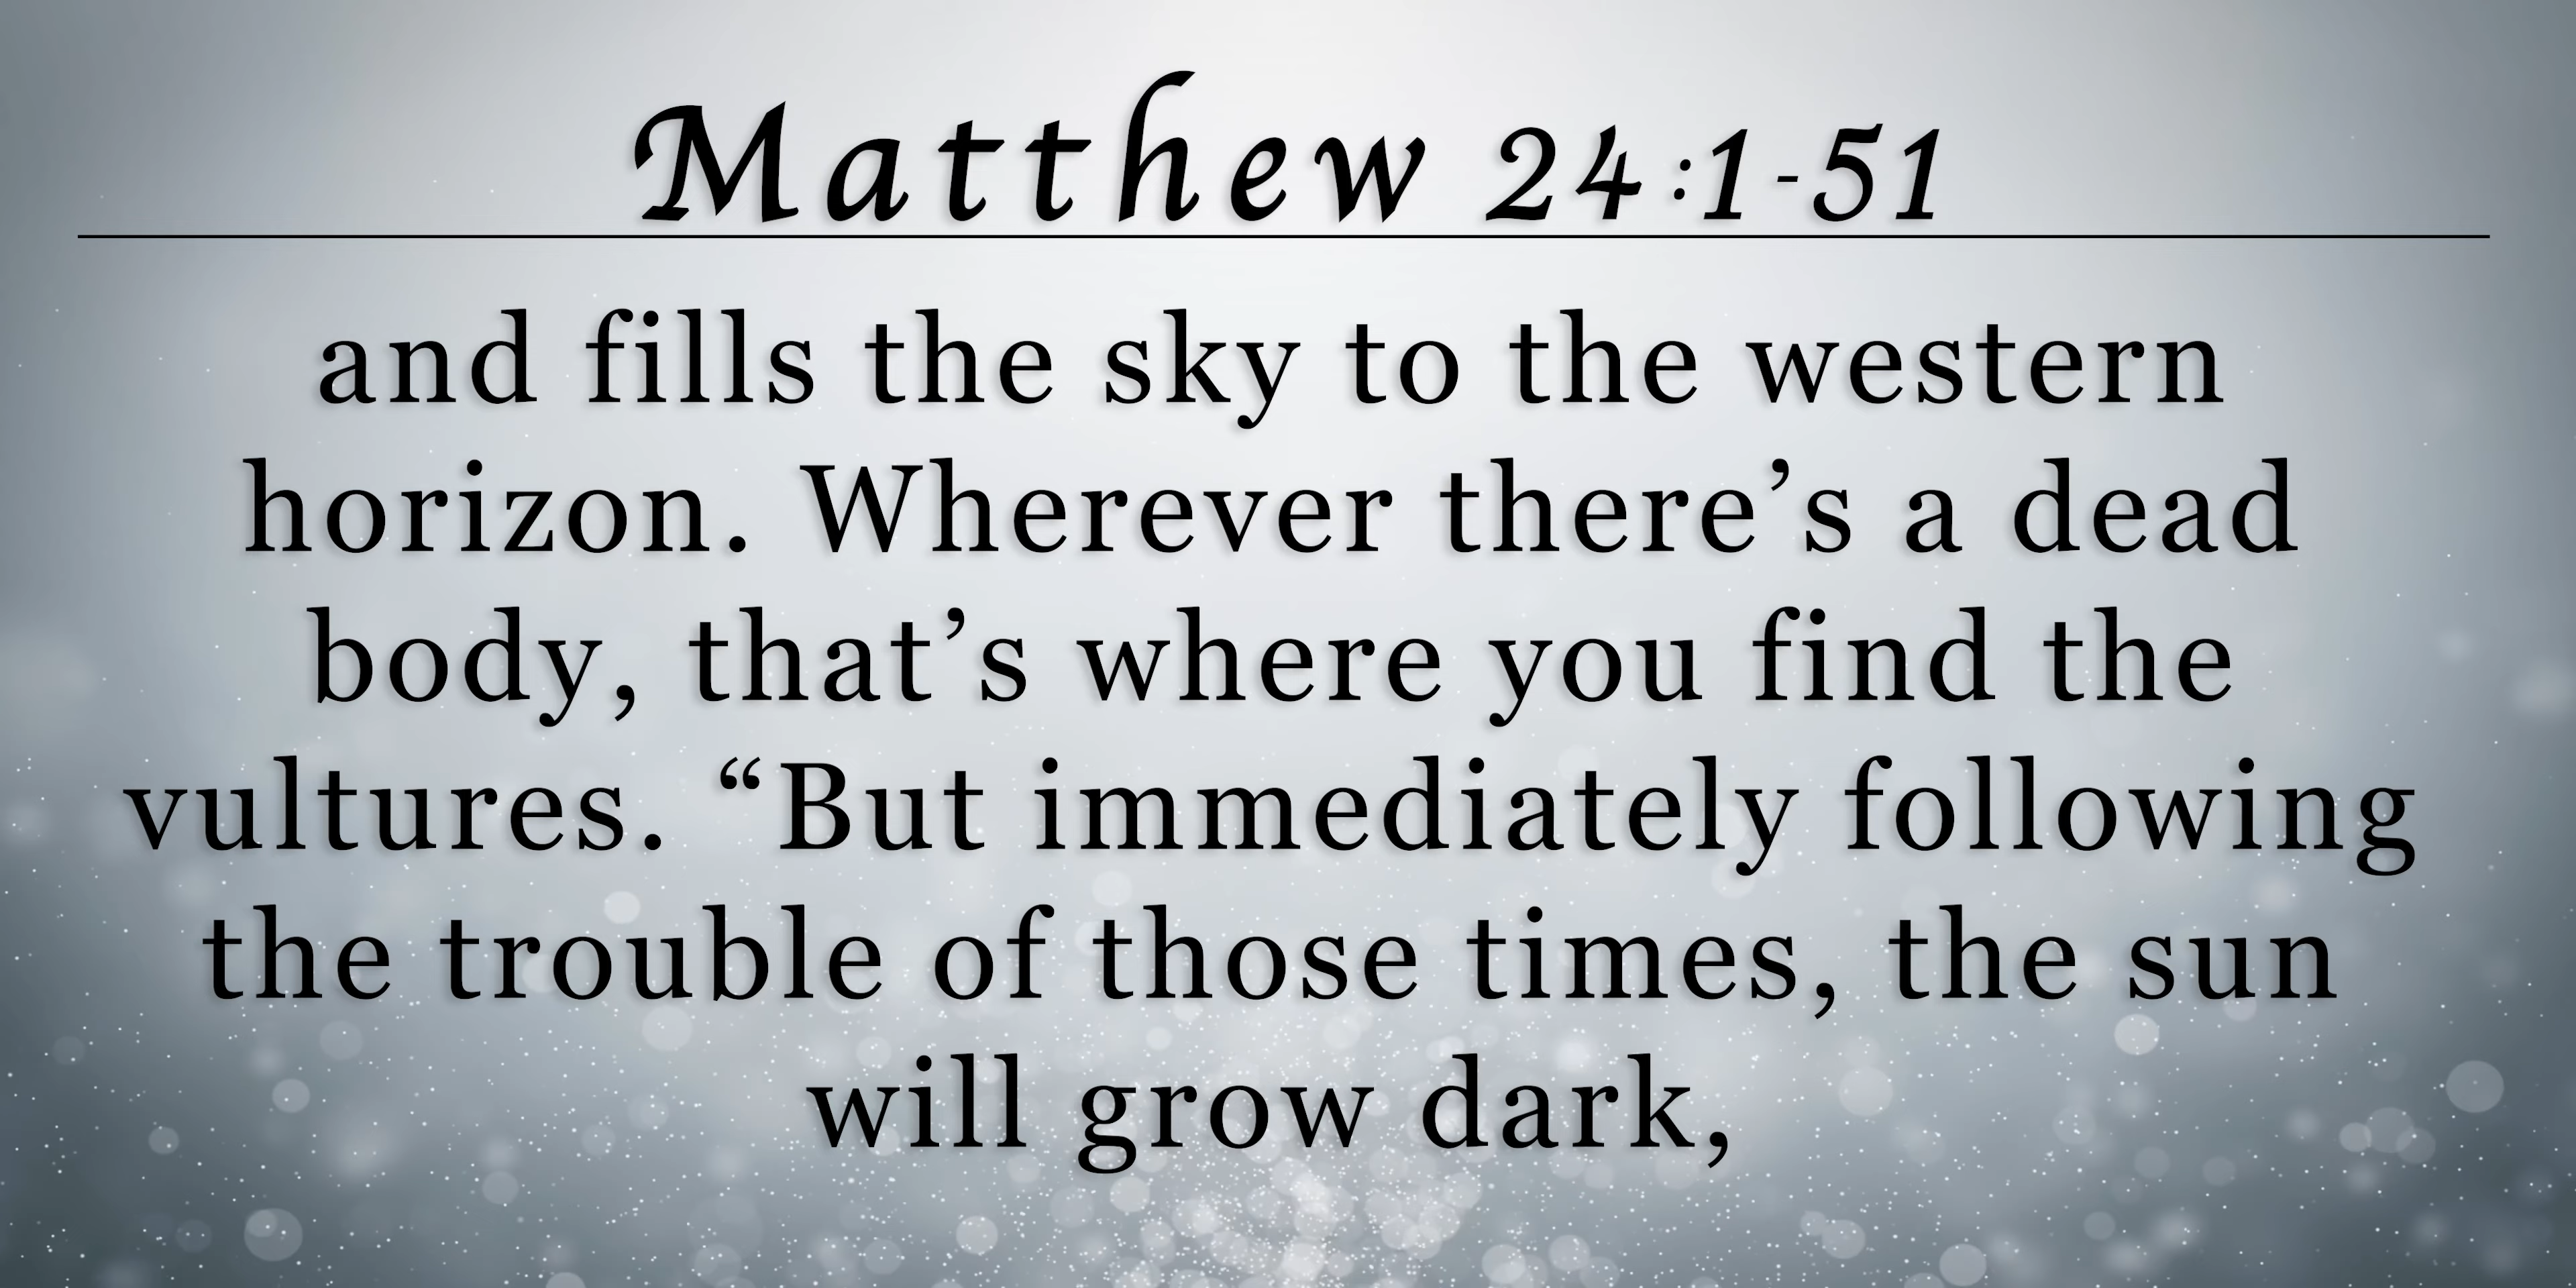 Matthew 24:1-51
and fills the sky to the western
horizon. Wherever there’s a dead
body, that’s where you find the
vultures. “But immediately following
the trouble of those times, the sun
will grow dark,